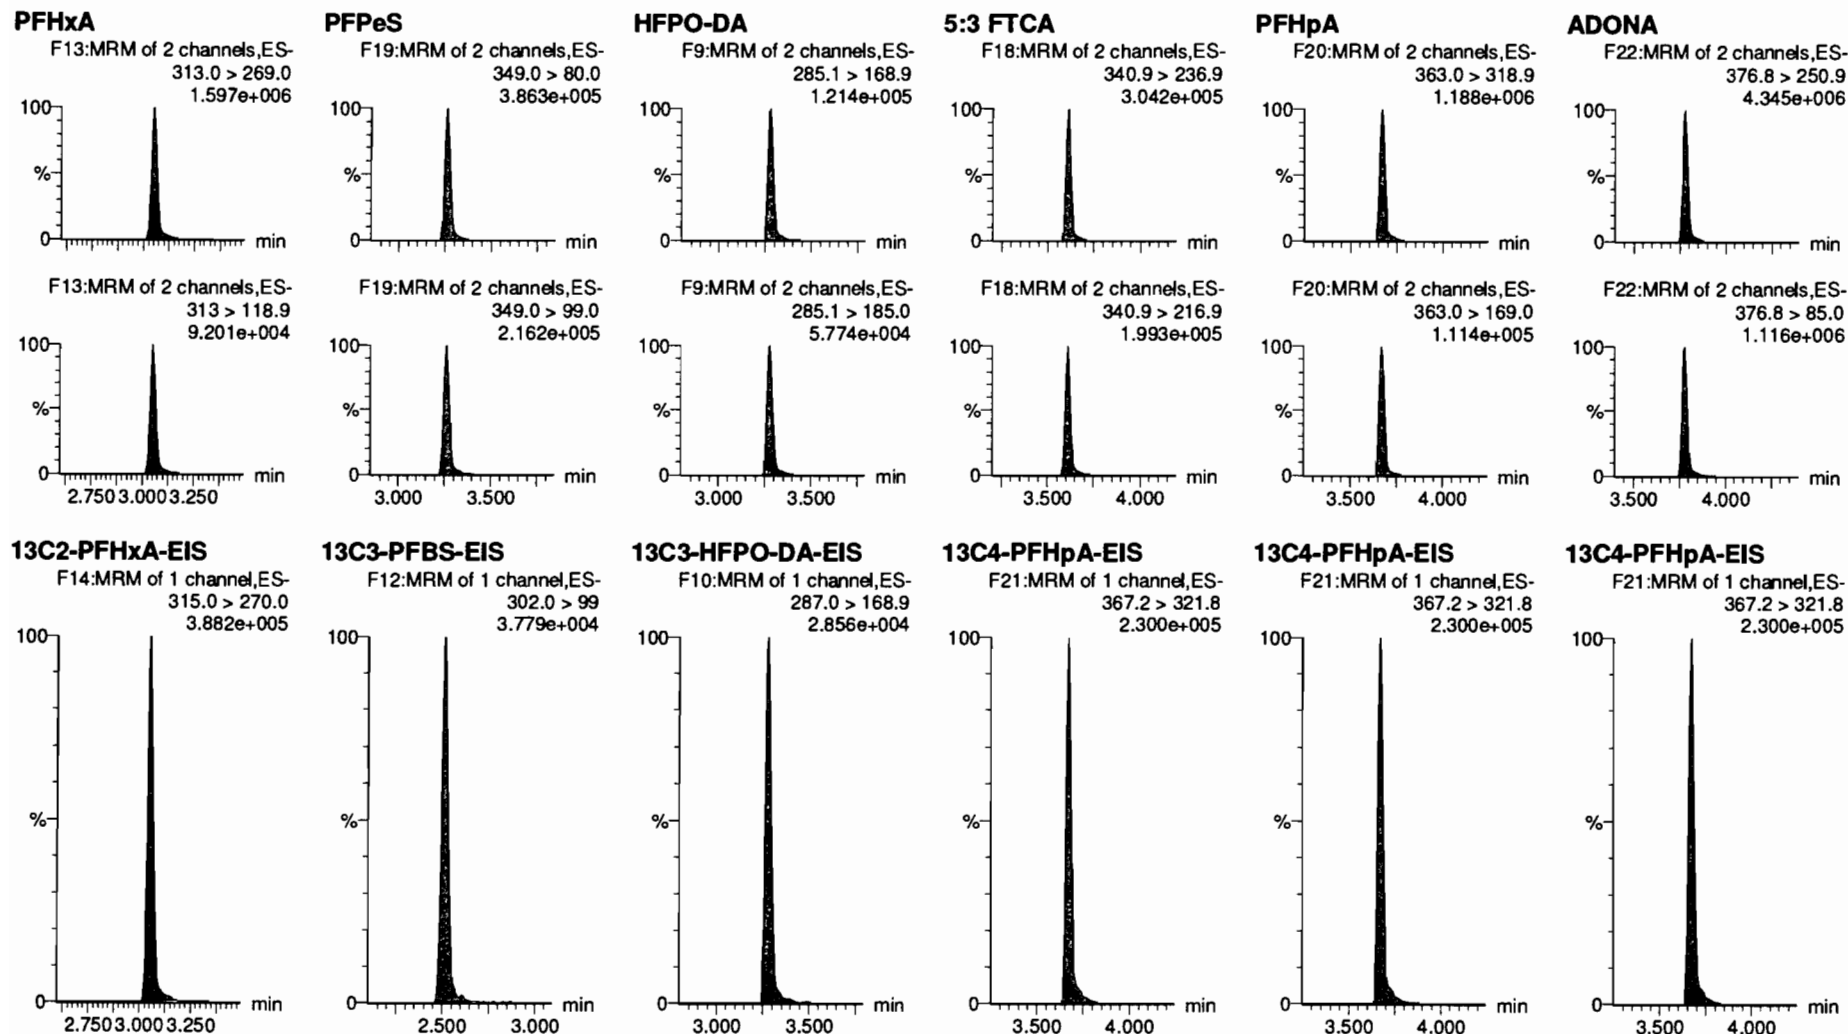 PFHxA
F13:MRM of 2 channels,ES-
313.0 > 269.0
1.597e+006
100
%
0
min
F13:MRM of 2 channels,ES-
313 > 118.9
9.201e+004
100
%
0
min
2.750 3.000 3.250
13C2-PFHxA-EIS
F14:MRM of 1 channel,ES-
315.0 > 270.0
3.882e+005
100
%
0
min
2.750 3.000 3.250
PFPeS
F19:MRM of 2 channels,ES-
349.0 > 80.0
3.863e+005
100
%
0
min
F19:MRM of 2 channels,ES-
349.0 > 99.0
2.162e+005
100
%
0
min
3.000 3.500
13C3-PFBS-EIS
F12:MRM of 1 channel,ES-
302.0 > 99
3.779e+004
100
%
0
min
2.500 3.000
HFPO-DA
F9:MRM of 2 channels,ES-
285.1 > 168.9
1.214e+005
100
%
0
min
F9:MRM of 2 channels,ES-
285.1 > 185.0
5.774e+004
100
%
0
min
3.000 3.500
13C3-HFPO-DA-EIS
F10:MRM of 1 channel,ES-
287.0 > 168.9
2.856e+004
100
%
0
min
3.000 3.500
5:3 FTCA
F18:MRM of 2 channels,ES-
340.9 > 236.9
3.042e+005
100
%
0
min
F18:MRM of 2 channels,ES-
340.9 > 216.9
1.993e+005
100
%
0
min
3.500 4.000
13C4-PFHpA-EIS
F21:MRM of 1 channel,ES-
367.2 > 321.8
2.300e+005
100
%
0
min
3.500 4.000
PFHpA
F20:MRM of 2 channels,ES-
363.0 > 318.9
1.188e+006
100
%
0
min
F20:MRM of 2 channels,ES-
363.0 > 169.0
1.114e+005
100
%
0
min
3.500 4.000
13C4-PFHpA-EIS
F21:MRM of 1 channel,ES-
367.2 > 321.8
2.300e+005
100
%
0
min
3.500 4.000
ADONA
F22:MRM of 2 channels,ES-
376.8 > 250.9
4.345e+006
100
%
0
min
F22:MRM of 2 channels,ES-
376.8 > 85.0
1.116e+006
100
%
0
min
3.500 4.000
13C4-PFHpA-EIS
F21:MRM of 1 channel,ES-
367.2 > 321.8
2.300e+005
100
%
0
min
3.500 4.000